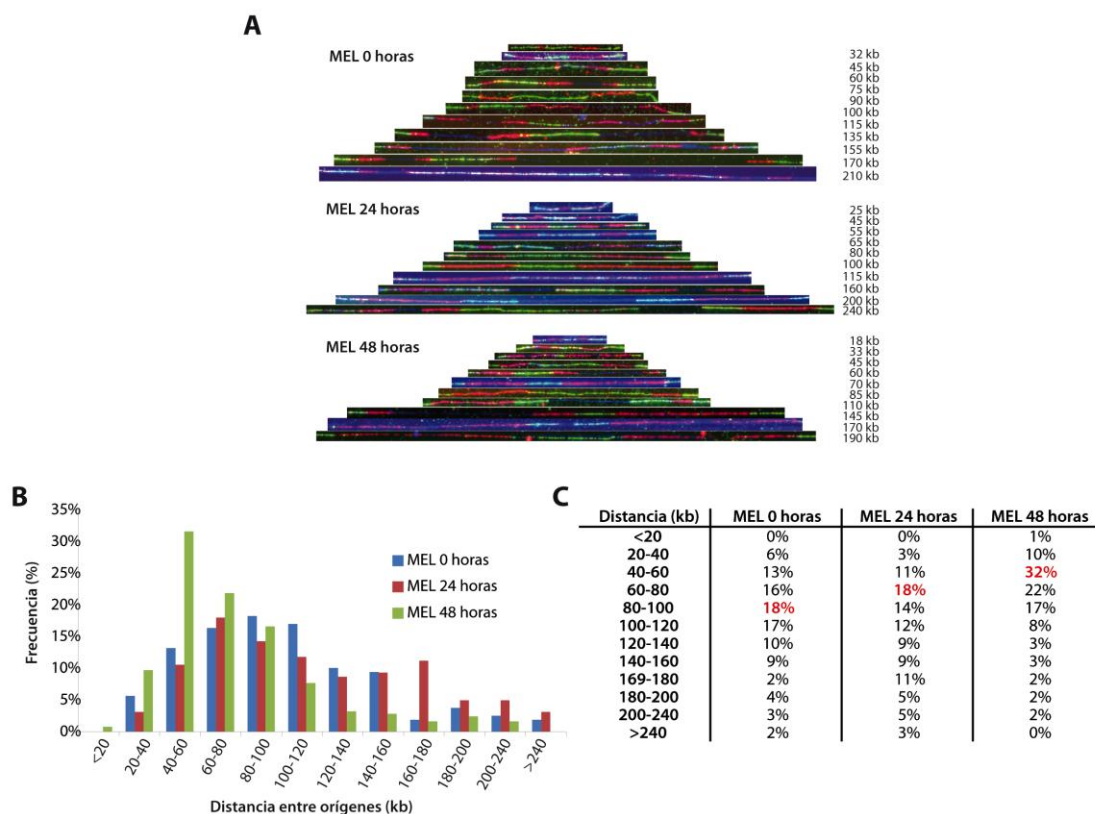 A
MEL 0 horas
32 kb
45 kb
60 kb
75 kb
90 kb
100 kb
115 kb
135 kb
155 kb
170 kb
210 kb
MEL 24 horas
25 kb
45 kb
55 kb
65 kb
80 kb
100 kb
115 kb
160 kb
200 kb
240 kb
MEL 48 horas
18 kb
33 kb
45 kb
60 kb
70 kb
85 kb
110 kb
145 kb
170 kb
190 kb
B
Frecuencia (%)
35%
30%
25%
20%
15%
10%
5%
0%
MEL 0 horas
MEL 24 horas
MEL 48 horas
<20
20-40
40-60
60-80
80-100
100-120
120-140
140-160
160-180
180-200
200-240
>240
Distancia entre orígenes (kb)
C
Distancia (kb) MEL 0 horas MEL 24 horas MEL 48 horas
<20 0% 0% 1%
20-40 6% 3% 10%
40-60 13% 11% 32%
60-80 16% 18% 22%
80-100 18% 14% 17%
100-120 17% 12% 8%
120-140 10% 9% 3%
140-160 9% 9% 3%
169-180 2% 11% 2%
180-200 4% 5% 2%
200-240 3% 5% 2%
>240 2% 3% 0%